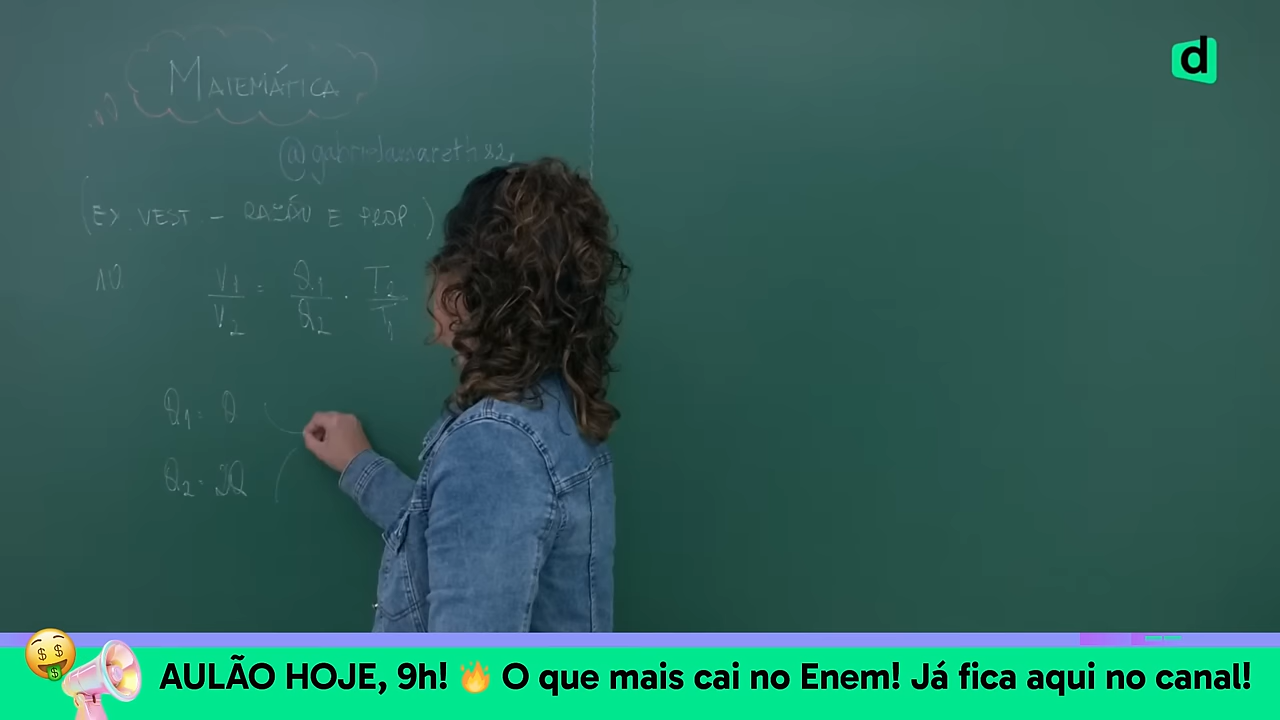 MATEMÁTICA
d
(EX. VEST - RAZÃO E PROP.)
10.
V1/V2 = Q1/Q2 . T2/T1
Q1 = Q
Q2 = 2Q
AULÃO HOJE, 9h! 🔥 O que mais cai no Enem! Já fica aqui no canal!